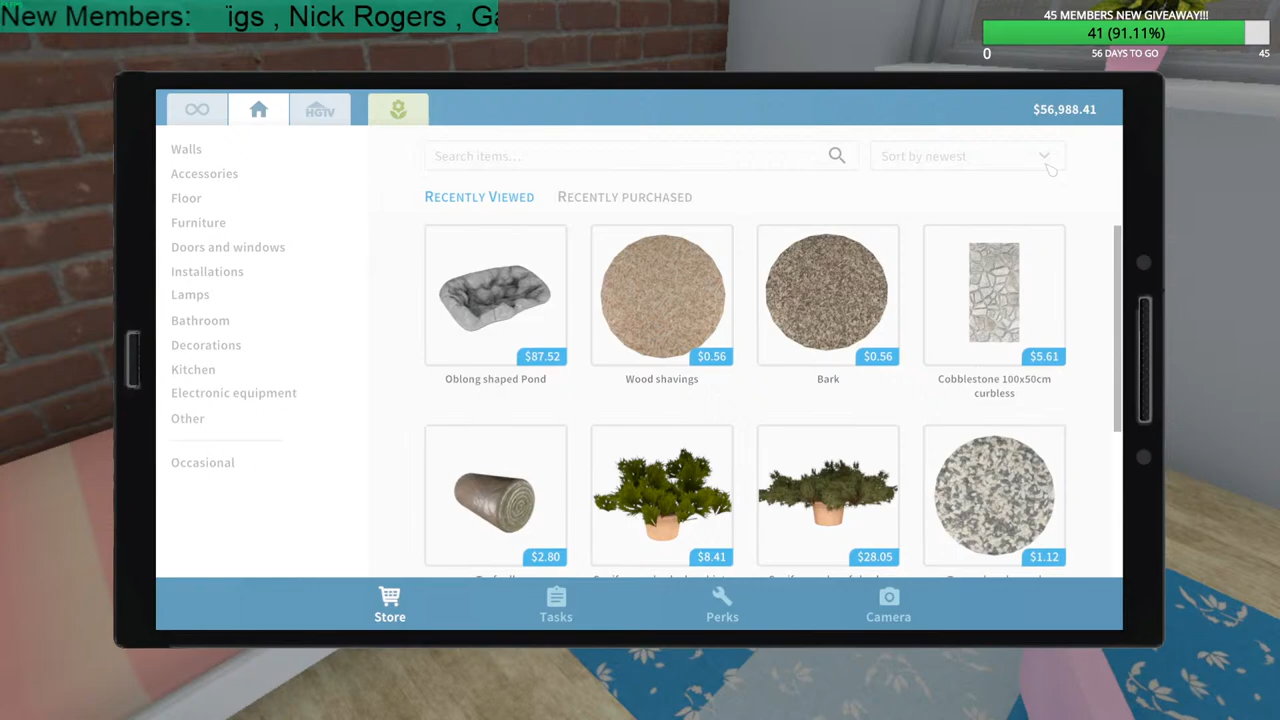 New Members: igs , Nick Rogers , Ga
45 MEMBERS NEW GIVEAWAY!!!
41 (91.11%)
0 56 DAYS TO GO 45
HGTV
$56,988.41
Walls
Accessories
Floor
Furniture
Doors and windows
Installations
Lamps
Bathroom
Decorations
Kitchen
Electronic equipment
Other
Occasional
Search items...
Sort by newest
RECENTLY VIEWED RECENTLY PURCHASED
$87.52 $0.56 $0.56 $5.61
Oblong shaped Pond Wood shavings Bark Cobblestone 100x50cm
curbless
$2.80 $8.41 $28.05 $1.12
Store Tasks Perks Camera